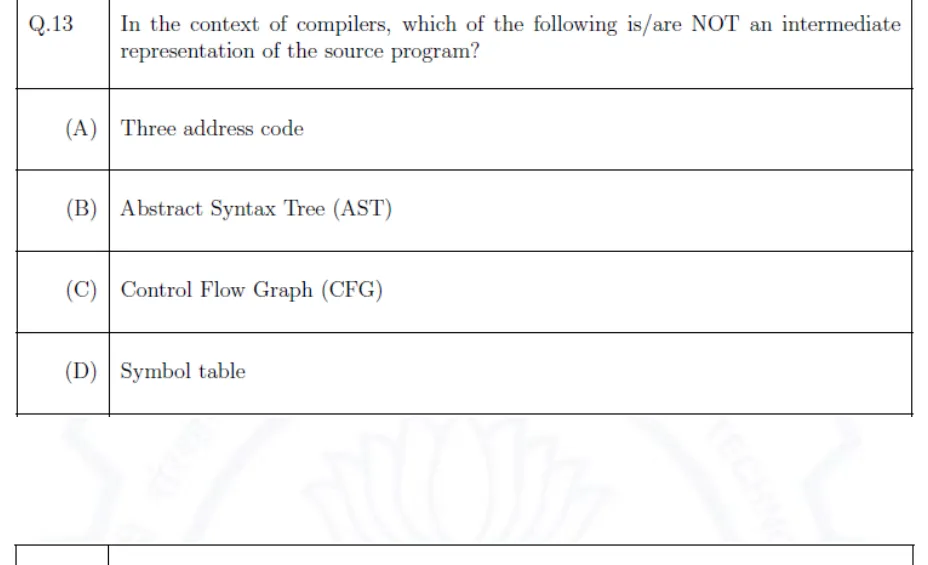 Q.13 In the context of compilers, which of the following is/are NOT an intermediate
representation of the source program?
(A) Three address code
(B) Abstract Syntax Tree (AST)
(C) Control Flow Graph (CFG)
(D) Symbol table